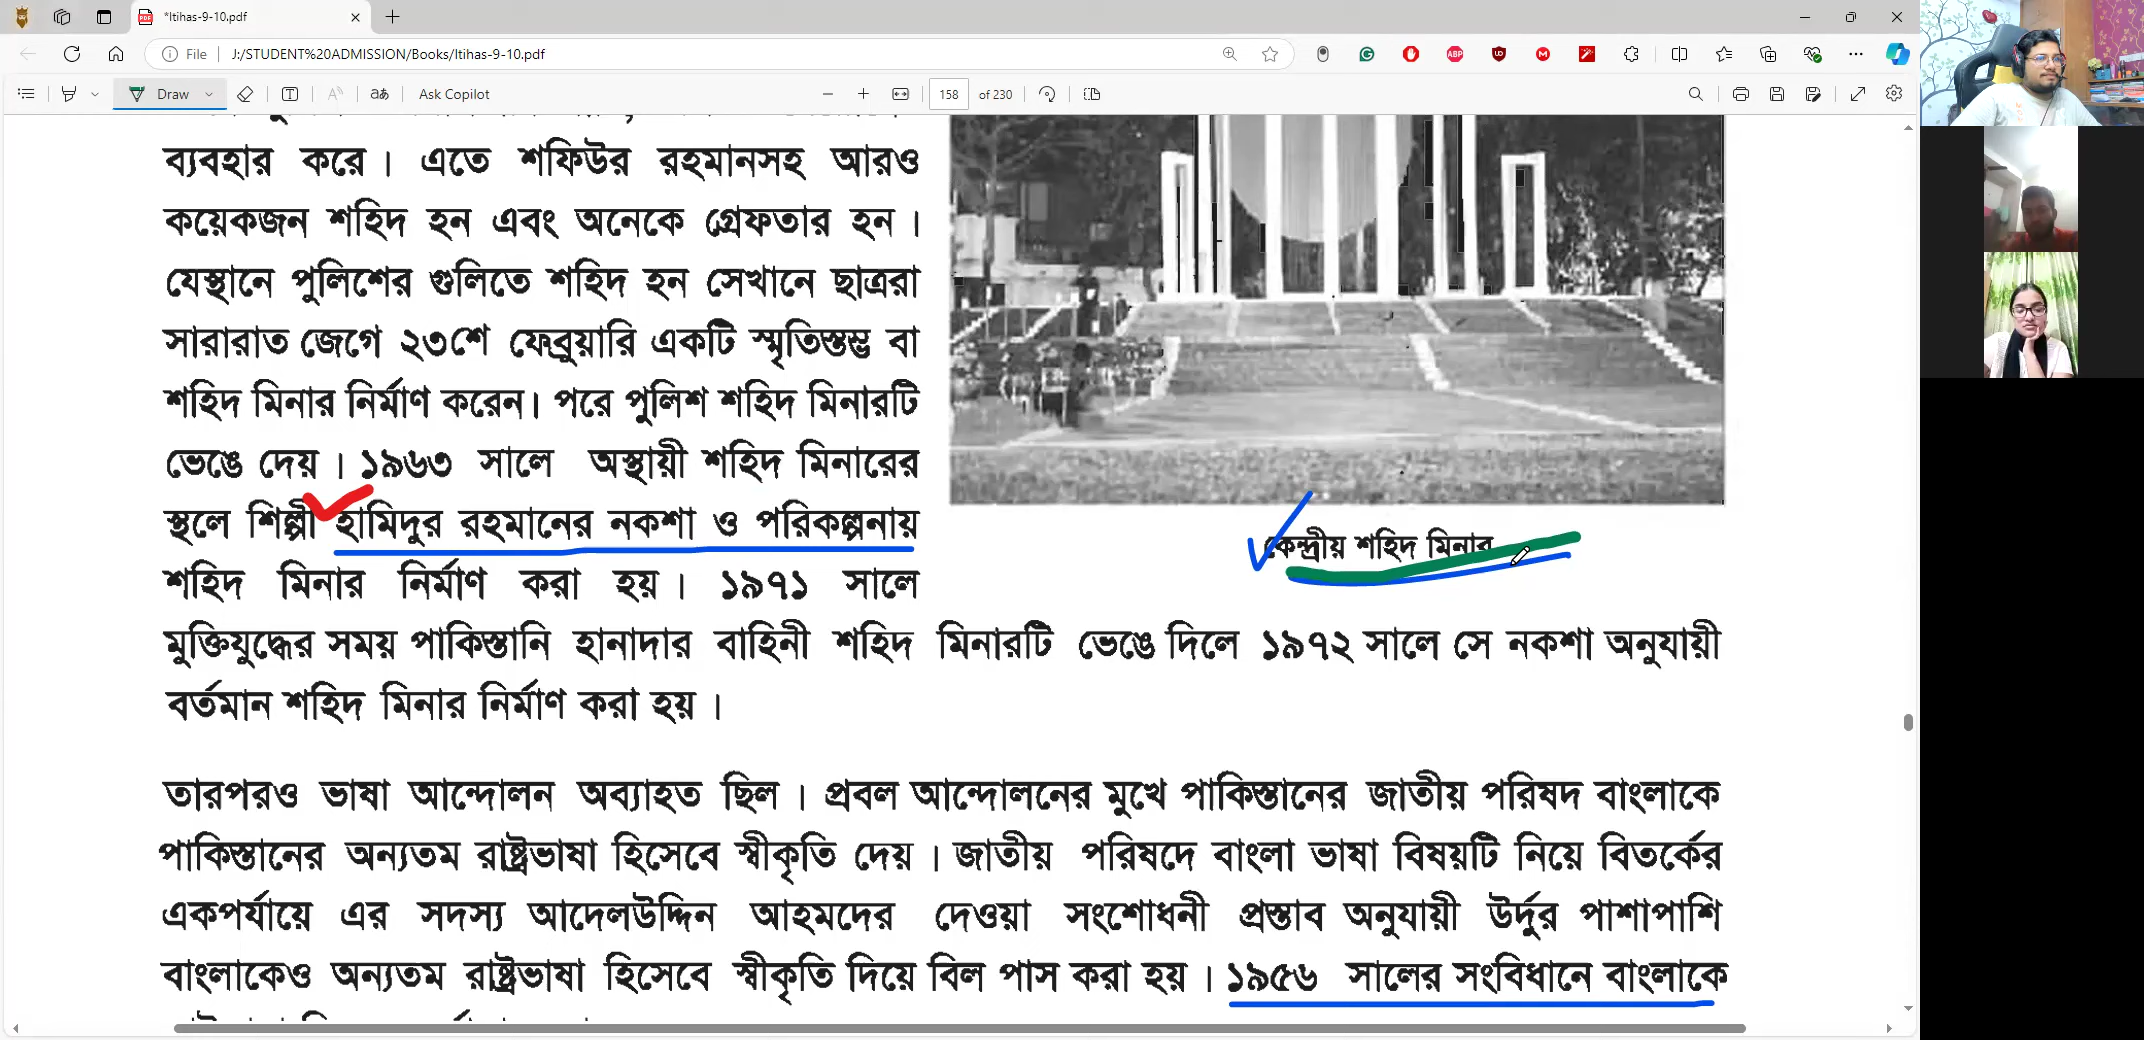 *Itihas-9-10.pdf
File
J:/STUDENT%20ADMISSION/Books/Itihas-9-10.pdf
Draw
Ask Copilot
158 of 230
ব্যবহার করে। এতে শফিউর রহমানসহ আরও
কয়েকজন শহিদ হন এবং অনেকে গ্রেফতার হন।
যেস্থানে পুলিশের গুলিতে শহিদ হন সেখানে ছাত্ররা
সারারাত জেগে ২৩শে ফেব্রুয়ারি একটি স্মৃতিস্তম্ভ বা
শহিদ মিনার নির্মাণ করেন। পরে পুলিশ শহিদ মিনারটি
ভেঙে দেয়। ১৯৬৩ সালে অস্থায়ী শহিদ মিনারের
স্থলে শিল্পী হামিদুর রহমানের নকশা ও পরিকল্পনায়
শহিদ মিনার নির্মাণ করা হয়। ১৯৭১ সালে
কেন্দ্রীয় শহিদ মিনার
মুক্তিযুদ্ধের সময় পাকিস্তানি হানাদার বাহিনী শহিদ মিনারটি ভেঙে দিলে ১৯৭২ সালে সে নকশা অনুযায়ী
বর্তমান শহিদ মিনার নির্মাণ করা হয়।
তারপরও ভাষা আন্দোলন অব্যাহত ছিল। প্রবল আন্দোলনের মুখে পাকিস্তানের জাতীয় পরিষদ বাংলাকে
পাকিস্তানের অন্যতম রাষ্ট্রভাষা হিসেবে স্বীকৃতি দেয়। জাতীয় পরিষদে বাংলা ভাষা বিষয়টি নিয়ে বিতর্কের
একপর্যায়ে এর সদস্য আদেলউদ্দিন আহমদের দেওয়া সংশোধনী প্রস্তাব অনুযায়ী উর্দুর পাশাপাশি
বাংলাকেও অন্যতম রাষ্ট্রভাষা হিসেবে স্বীকৃতি দিয়ে বিল পাস করা হয়। ১৯৫৬ সালের সংবিধানে বাংলাকে